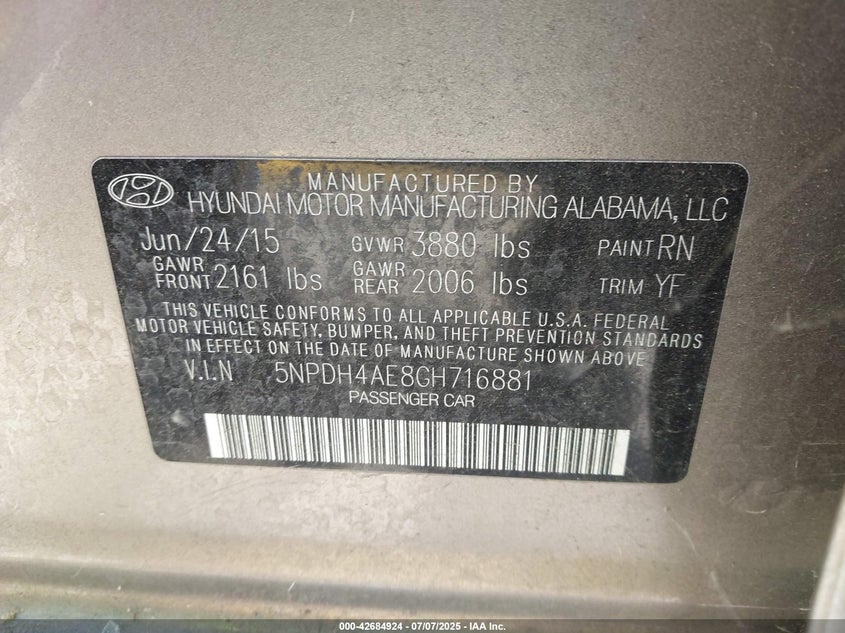 MANUFACTURED BY
HYUNDAI MOTOR MANUFACTURING ALABAMA, LLC
Jun/24/15 GVWR 3880 lbs PAINT RN
GAWR FRONT 2161 lbs GAWR REAR 2006 lbs TRIM YF
THIS VEHICLE CONFORMS TO ALL APPLICABLE U.S.A. FEDERAL
MOTOR VEHICLE SAFETY, BUMPER, AND THEFT PREVENTION STANDARDS
IN EFFECT ON THE DATE OF MANUFACTURE SHOWN ABOVE
V.I.N 5NPDH4AE8GH716881
PASSENGER CAR
000-42684924 - 07/07/2025 - IAA Inc.